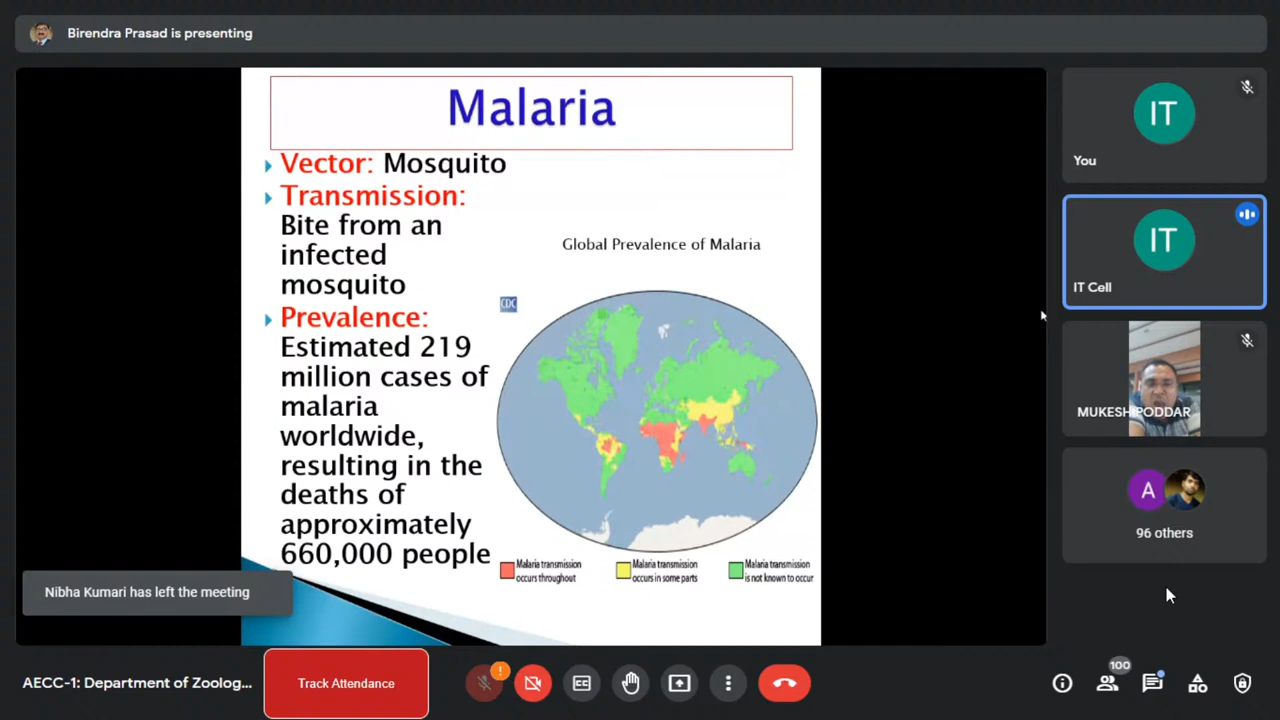 Birendra Prasad is presenting
Malaria
Vector: Mosquito
Transmission:
Bite from an
infected
mosquito
Prevalence:
Estimated 219
million cases of
malaria
worldwide,
resulting in the
deaths of
approximately
660,000 people
Global Prevalence of Malaria
CDC
Malaria transmission
occurs throughout
Malaria transmission
occurs in some parts
Malaria transmission
is not known to occur
IT
You
IT
IT Cell
MUKESH PODDAR
A
96 others
Nibha Kumari has left the meeting
AECC-1: Department of Zoolog...
Track Attendance
!
CC
100